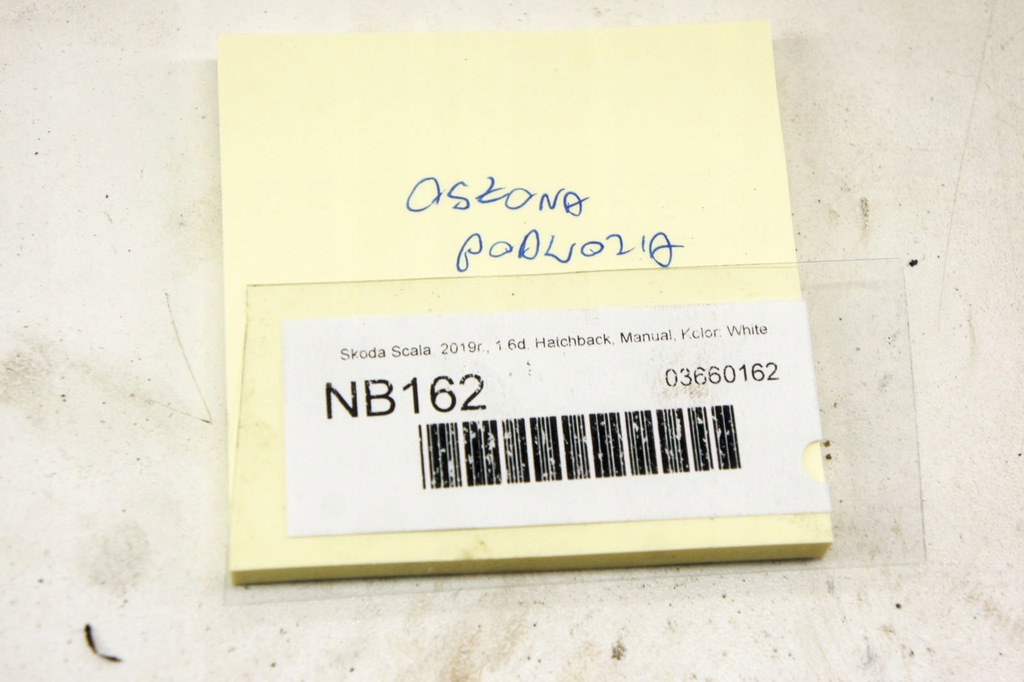 OSŁONA
PODWOZIA
Skoda Scala, 2019r., 1.6d, Hatchback, Manual, Kolor: White
NB162
03660162